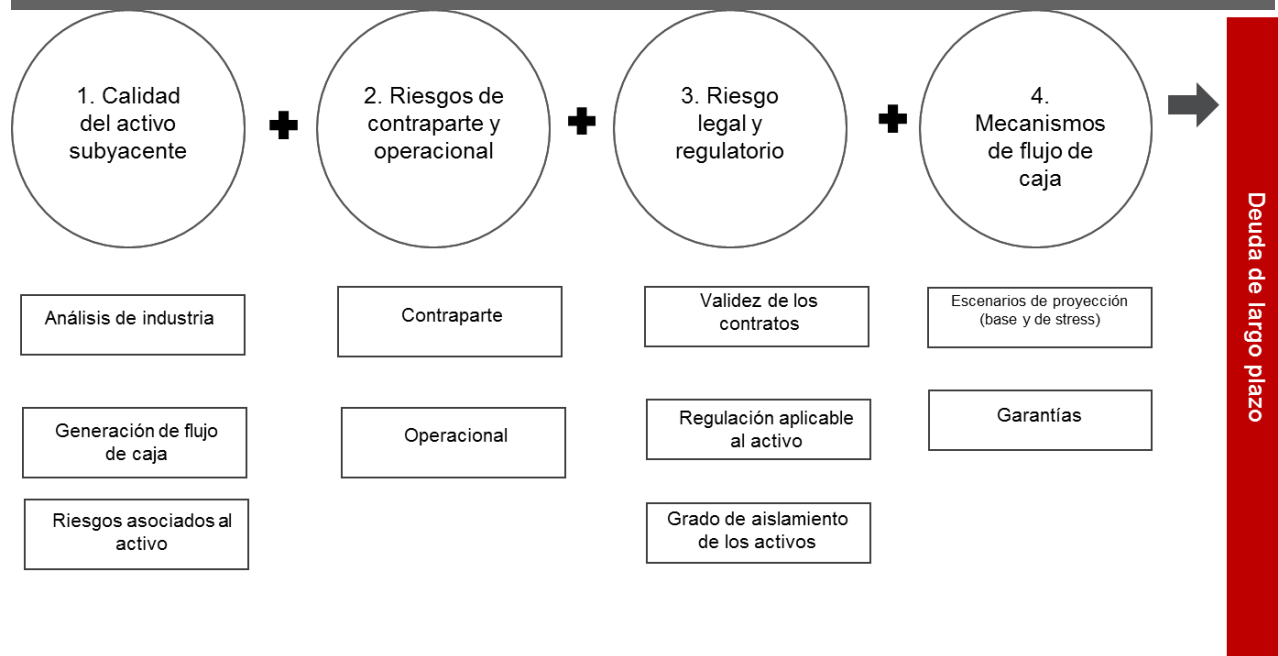 1. Calidad
del activo
subyacente
2. Riesgos de
contraparte y
operacional
3. Riesgo
legal y
regulatorio
4.
Mecanismos
de flujo de
caja
Análisis de industria
Generación de flujo
de caja
Riesgos asociados al
activo
Contraparte
Operacional
Validez de los
contratos
Regulación aplicable
al activo
Grado de aislamiento
de los activos
Escenarios de proyección
(base y de stress)
Garantías
Deuda de largo plazo